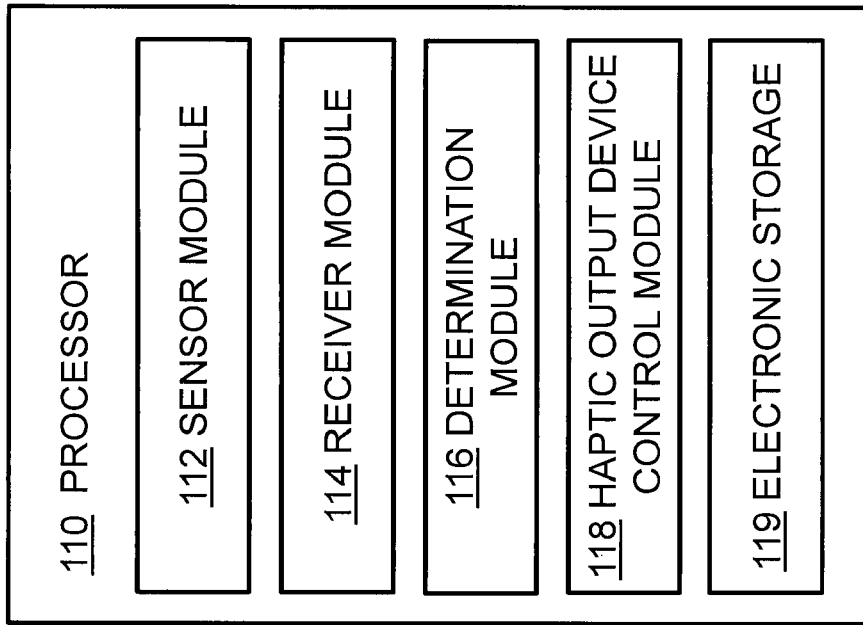 110 PROCESSOR
112 SENSOR MODULE
114 RECEIVER MODULE
116 DETERMINATION
MODULE
118 HAPTIC OUTPUT DEVICE
CONTROL MODULE
119 ELECTRONIC STORAGE